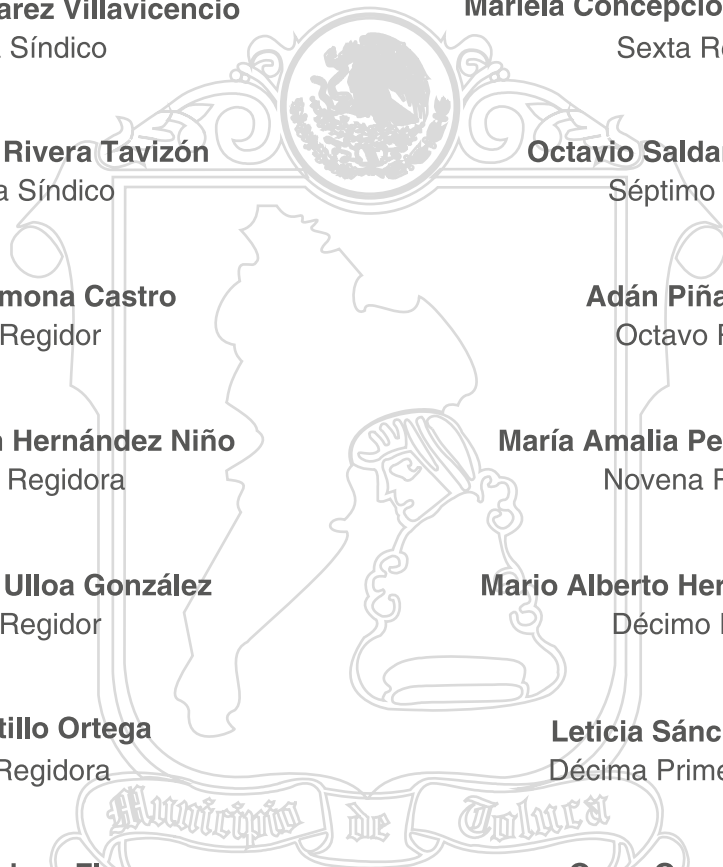 arez Villavicencio
Síndico
Rivera Tavizón
a Síndico
mona Castro
Regidor
Hernández Niño
Regidora
Ulloa González
Regidor
tillo Ortega
Regidora
Mariela Concepció
Sexta Re
Octavio Salda
Séptimo
Adán Piña
Octavo
María Amalia Pe
Novena
Mario Alberto Her
Décimo
Leticia Sánc
Décima Prime
Municipio de Toluca